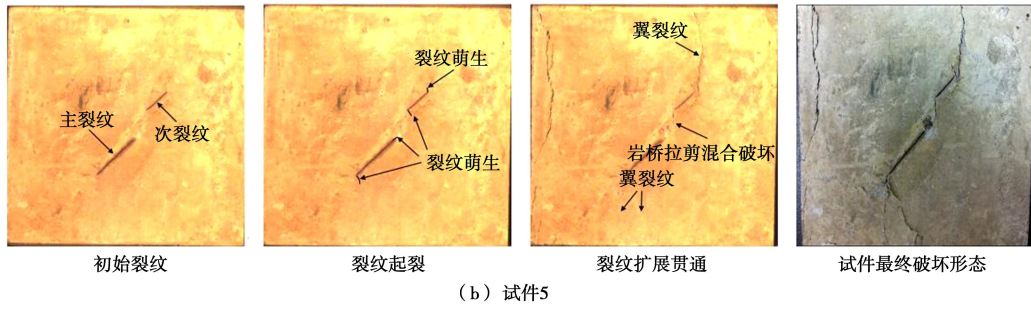 主裂纹
次裂纹
初始裂纹
裂纹萌生
裂纹萌生
裂纹起裂
翼裂纹
岩桥拉剪混合破坏
翼裂纹
裂纹扩展贯通
试件最终破坏形态
（b）试件5